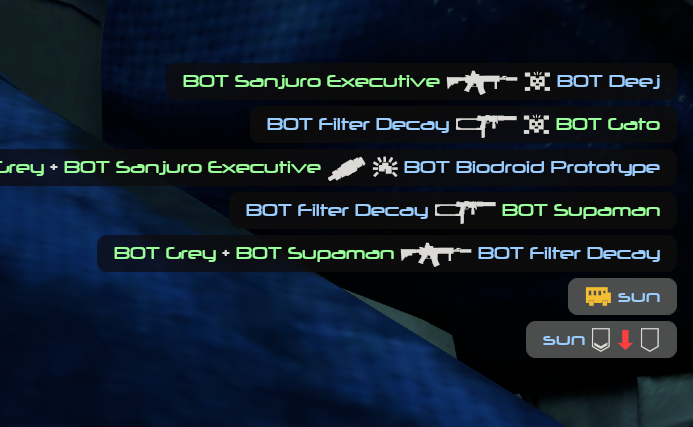 BOT Sanjuro Executive BOT Deej
BOT Filter Decay BOT Gato
Grey + BOT Sanjuro Executive BOT Biodroid Prototype
BOT Filter Decay BOT Supaman
BOT Grey + BOT Supaman BOT Filter Decay
sun
sun